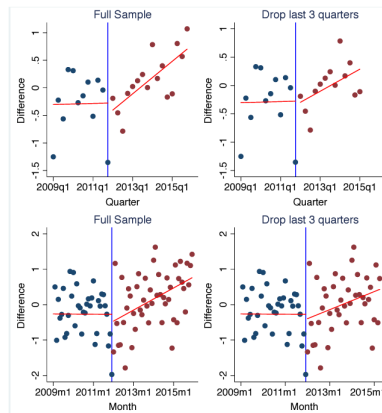 Full Sample
Drop last 3 quarters
Difference
-1.5
-1
-.5
0
.5
1
2009q1
2011q1
2013q1
2015q1
Quarter
Difference
-1.5
-1
-.5
0
.5
1
2009q1
2011q1
2013q1
2015q1
Quarter
Full Sample
Drop last 3 quarters
Difference
-2
-1
0
1
2
2009m1
2011m1
2013m1
2015m1
Month
Difference
-2
-1
0
1
2
2009m1
2011m1
2013m1
2015m1
Month